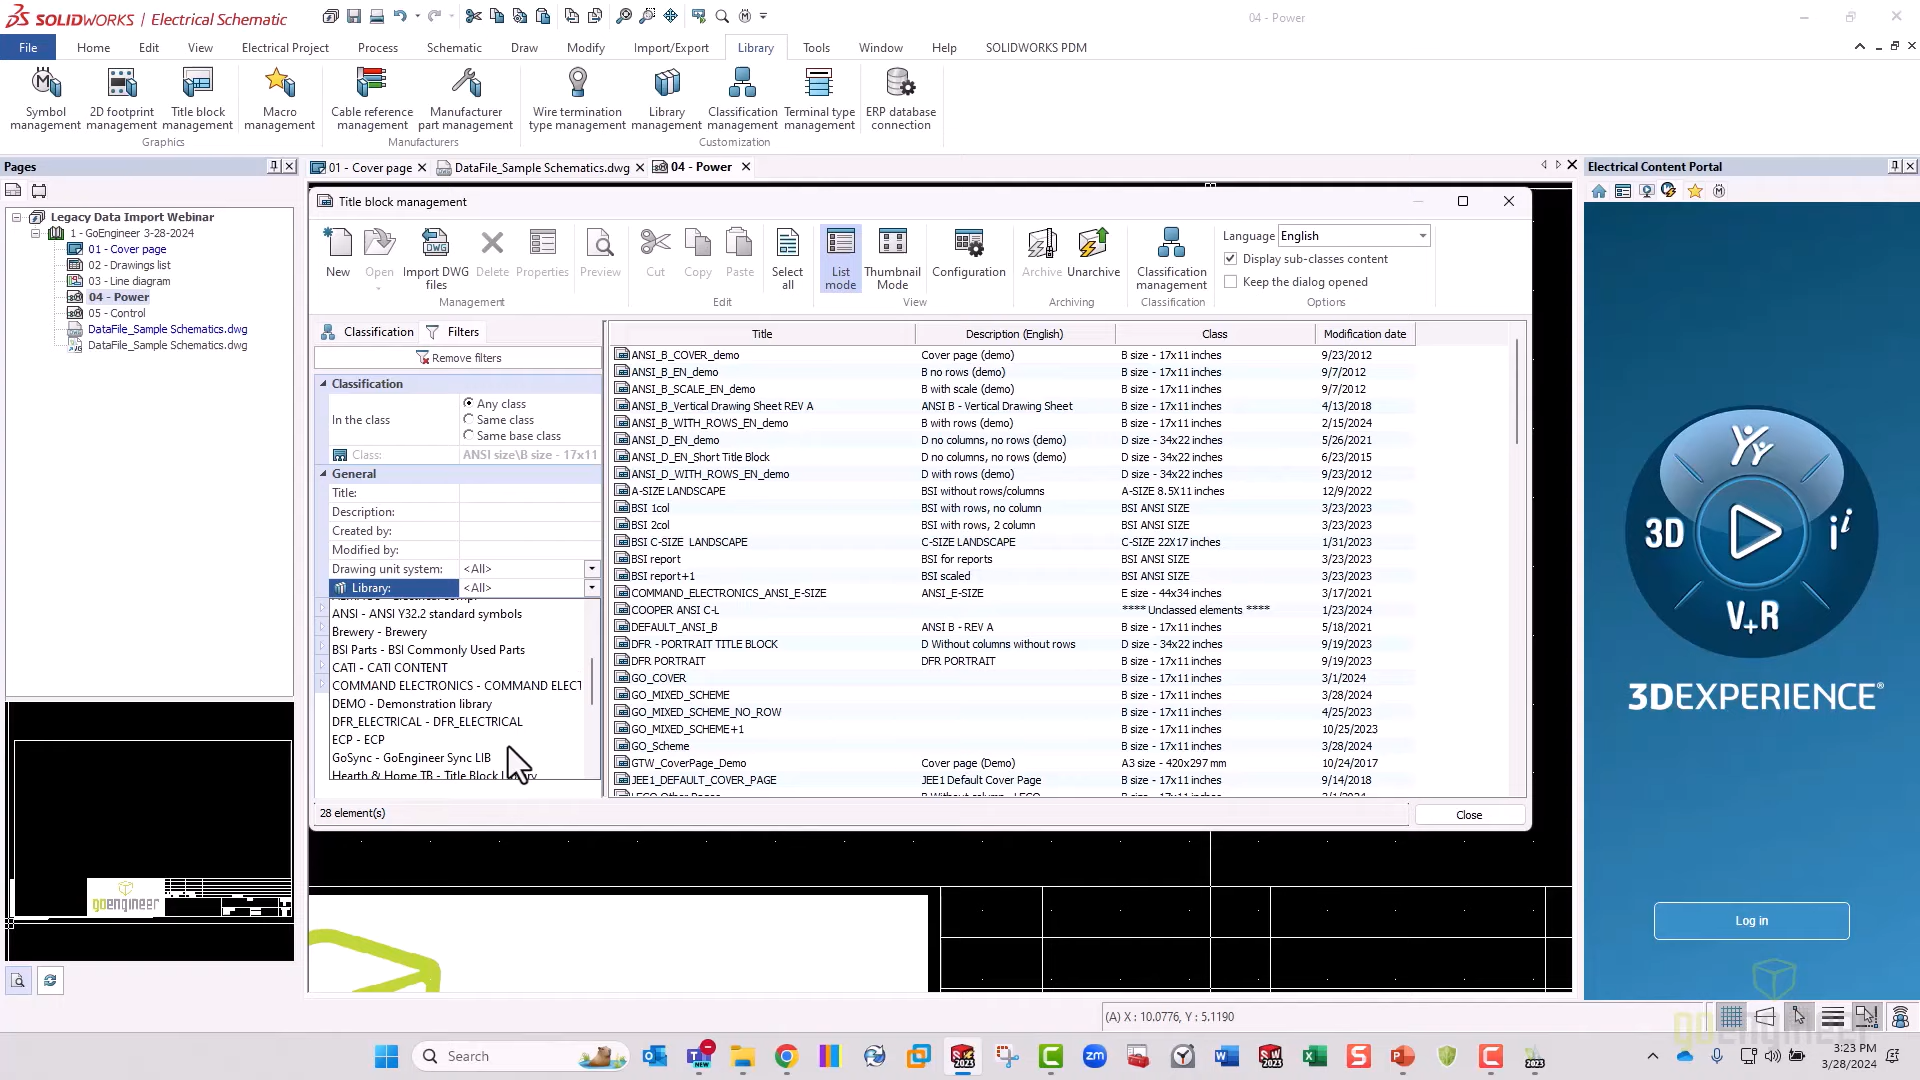 SOLIDWORKS / Electrical Schematic
04 - Power
File Home Edit View Electrical Project Process Schematic Draw Modify Import/Export Library Tools Window Help SOLIDWORKS PDM
Symbol management
2D footprint management
Title block management
Macro management
Cable reference management
Manufacturer part management
Wire termination type management
Library management
Classification management
Terminal type management
ERP database connection
Graphics
Manufacturers
Customization
Pages
Legacy Data Import Webinar
1 - GoEngineer 3-28-2024
01 - Cover page
02 - Drawings list
03 - Line diagram
04 - Power
05 - Control
DataFile_Sample Schematics.dwg
DataFile_Sample Schematics.dwg
goengineer
01 - Cover page
DataFile_Sample Schematics.dwg
04 - Power
Title block management
New
Open
Import DWG files
Delete
Properties
Preview
Cut
Copy
Paste
Select all
List mode
Thumbnail Mode
Configuration
Archive
Unarchive
Classification management
Language English
Display sub-classes content
Keep the dialog opened
Management
Edit
View
Archiving
Classification
Options
Classification Filters
Remove filters
Classification
In the class
Any class
Same class
Same base class
Class: ANSI size\B size - 17x11
General
Title:
Description:
Created by:
Modified by:
Drawing unit system: <All>
Library: <All>
ANSI - ANSI Y32.2 standard symbols
Brewery - Brewery
BSI Parts - BSI Commonly Used Parts
CATI - CATI CONTENT
COMMAND ELECTRONICS - COMMAND ELECT
DEMO - Demonstration library
DFR_ELECTRICAL - DFR_ELECTRICAL
ECP - ECP
GoSync - GoEngineer Sync LIB
Hearth & Home TB - Title Block
Title Description (English) Class Modification date
ANSI_B_COVER_demo Cover page (demo) B size - 17x11 inches 9/23/2012
ANSI_B_EN_demo B no rows (demo) B size - 17x11 inches 9/7/2012
ANSI_B_SCALE_EN_demo B with scale (demo) B size - 17x11 inches 9/7/2012
ANSI_B_Vertical Drawing Sheet REV A ANSI B - Vertical Drawing Sheet B size - 17x11 inches 4/13/2018
ANSI_B_WITH_ROWS_EN_demo B with rows (demo) B size - 17x11 inches 2/15/2024
ANSI_D_EN_demo D no columns, no rows (demo) D size - 34x22 inches 5/26/2021
ANSI_D_EN_Short Title Block D no columns, no rows (demo) D size - 34x22 inches 6/23/2015
ANSI_D_WITH_ROWS_EN_demo D with rows (demo) D size - 34x22 inches 9/23/2012
A-SIZE LANDSCAPE BSI without rows/columns A-SIZE 8.5X11 inches 12/9/2022
BSI 1col BSI with rows, no column BSI ANSI SIZE 3/23/2023
BSI 2col BSI with rows, 2 column BSI ANSI SIZE 3/23/2023
BSI C-SIZE LANDSCAPE C-SIZE LANDSCAPE C-SIZE 22X17 inches 1/31/2023
BSI report BSI for reports BSI ANSI SIZE 3/23/2023
BSI report+1 BSI scaled BSI ANSI SIZE 3/23/2023
COMMAND_ELECTRONICS_ANSI_E-SIZE ANSI_E-SIZE E size - 44x34 inches 3/17/2021
COOPER ANSI C-L **** Unclassed elements **** 1/23/2024
DEFAULT_ANSI_B ANSI B - REV A B size - 17x11 inches 5/18/2021
DFR - PORTRAIT TITLE BLOCK D Without columns without rows D size - 34x22 inches 9/19/2023
DFR PORTRAIT DFR PORTRAIT B size - 17x11 inches 9/19/2023
GO_COVER B size - 17x11 inches 3/1/2024
GO_MIXED_SCHEME B size - 17x11 inches 3/28/2024
GO_MIXED_SCHEME_NO_ROW B size - 17x11 inches 4/25/2023
GO_MIXED_SCHEME+1 B size - 17x11 inches 10/25/2023
GO_Scheme B size - 17x11 inches 3/28/2024
GTW_CoverPage_Demo Cover page (Demo) A3 size - 420x297 mm 10/24/2017
JEE1_DEFAULT_COVER_PAGE JEE1 Default Cover Page B size - 17x11 inches 9/14/2018
28 element(s)
Close
Electrical Content Portal
3D
V+R
3DEXPERIENCE
Log in
goengineer
(A) X : 10.0776, Y : 5.1190
Search
3:23 PM
3/28/2024